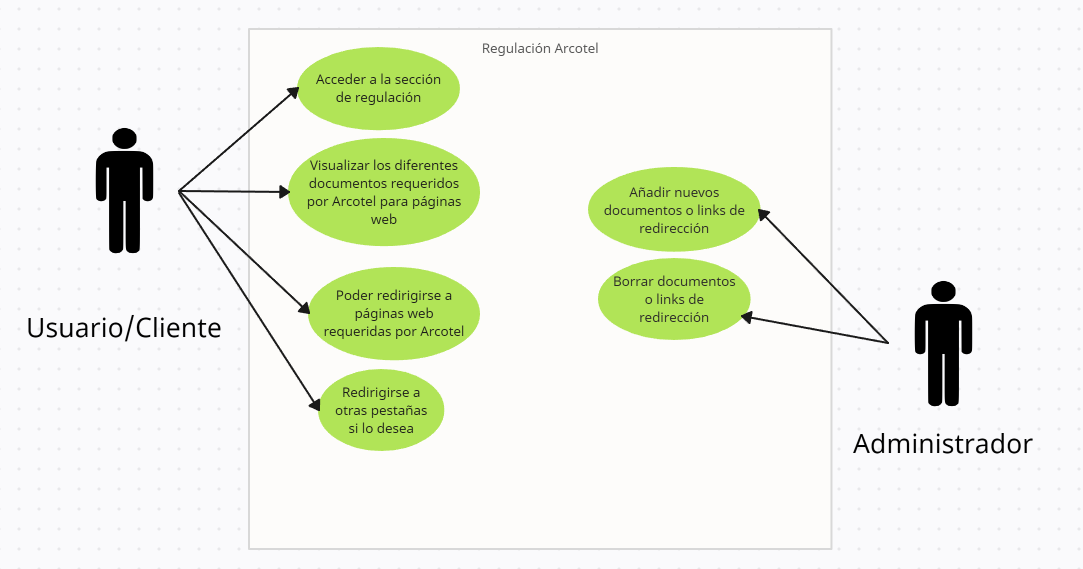 Regulación Arcotel
Acceder a la sección
de regulación
Visualizar los diferentes
documentos requeridos
por Arcotel para páginas
web
Poder redirigirse a
páginas web
requeridas por Arcotel
Redirigirse a
otras pestañas
si lo desea
Usuario/Cliente
Añadir nuevos
documentos o links de
redirección
Borrar documentos
o links de
redirección
Administrador